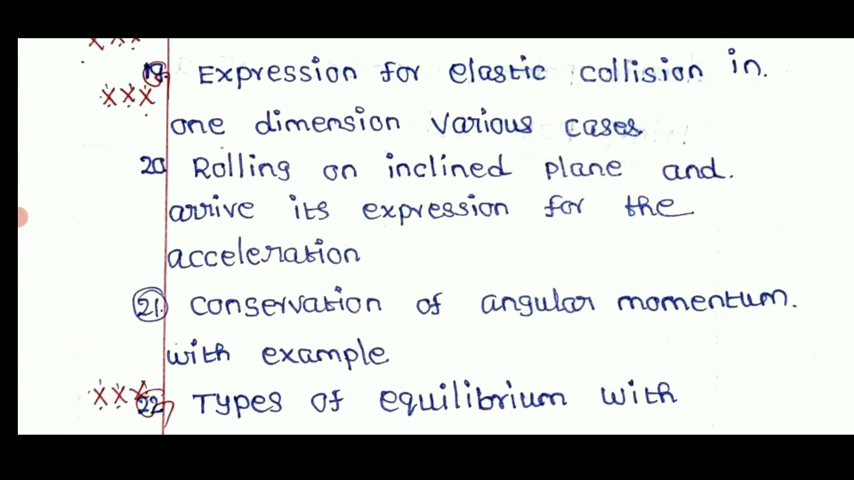 XXX
19. Expression for elastic collision in.
XXX
one dimension various cases
20 Rolling on inclined plane and.
arrive its expression for the
acceleration
21. conservation of angular momentum.
with example
XXX 22 Types of equilibrium with